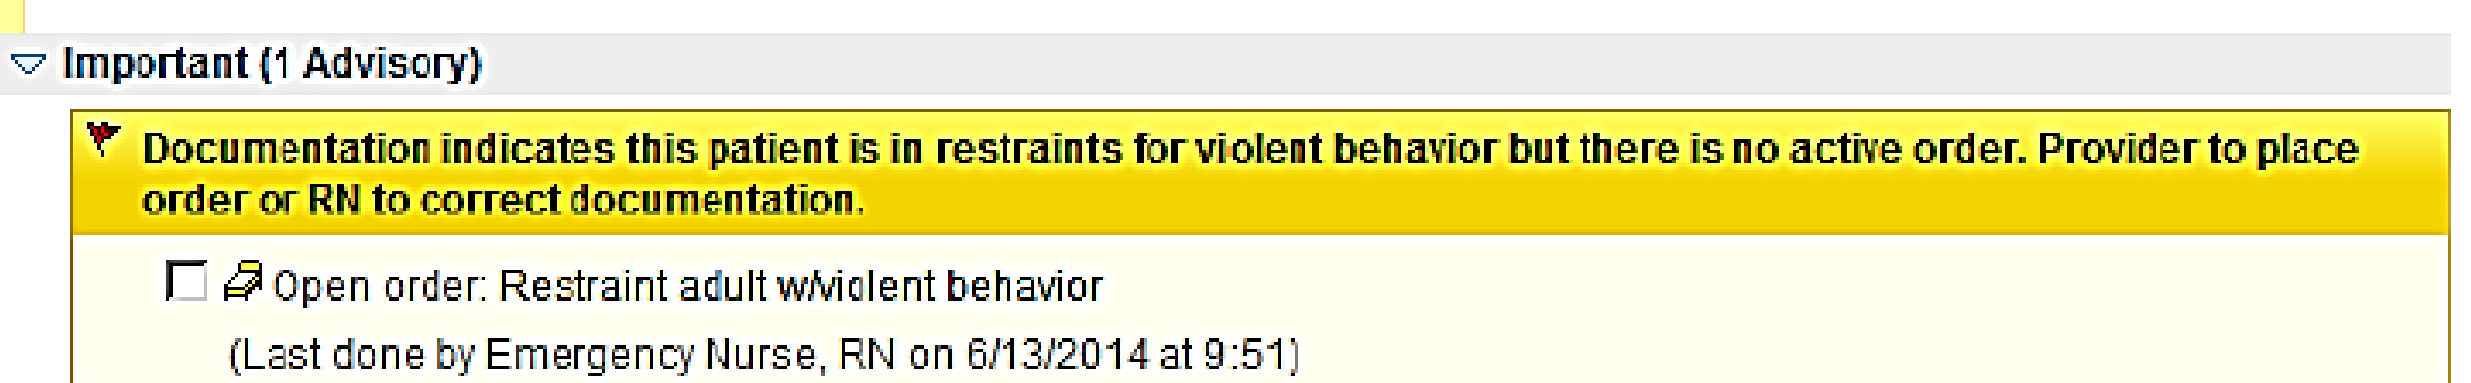 Important (1 Advisory)
Documentation indicates this patient is in restraints for violent behavior but there is no active order. Provider to place
order or RN to correct documentation.
Open order: Restraint adult w/violent behavior
(Last done by Emergency Nurse, RN on 6/13/2014 at 9:51)